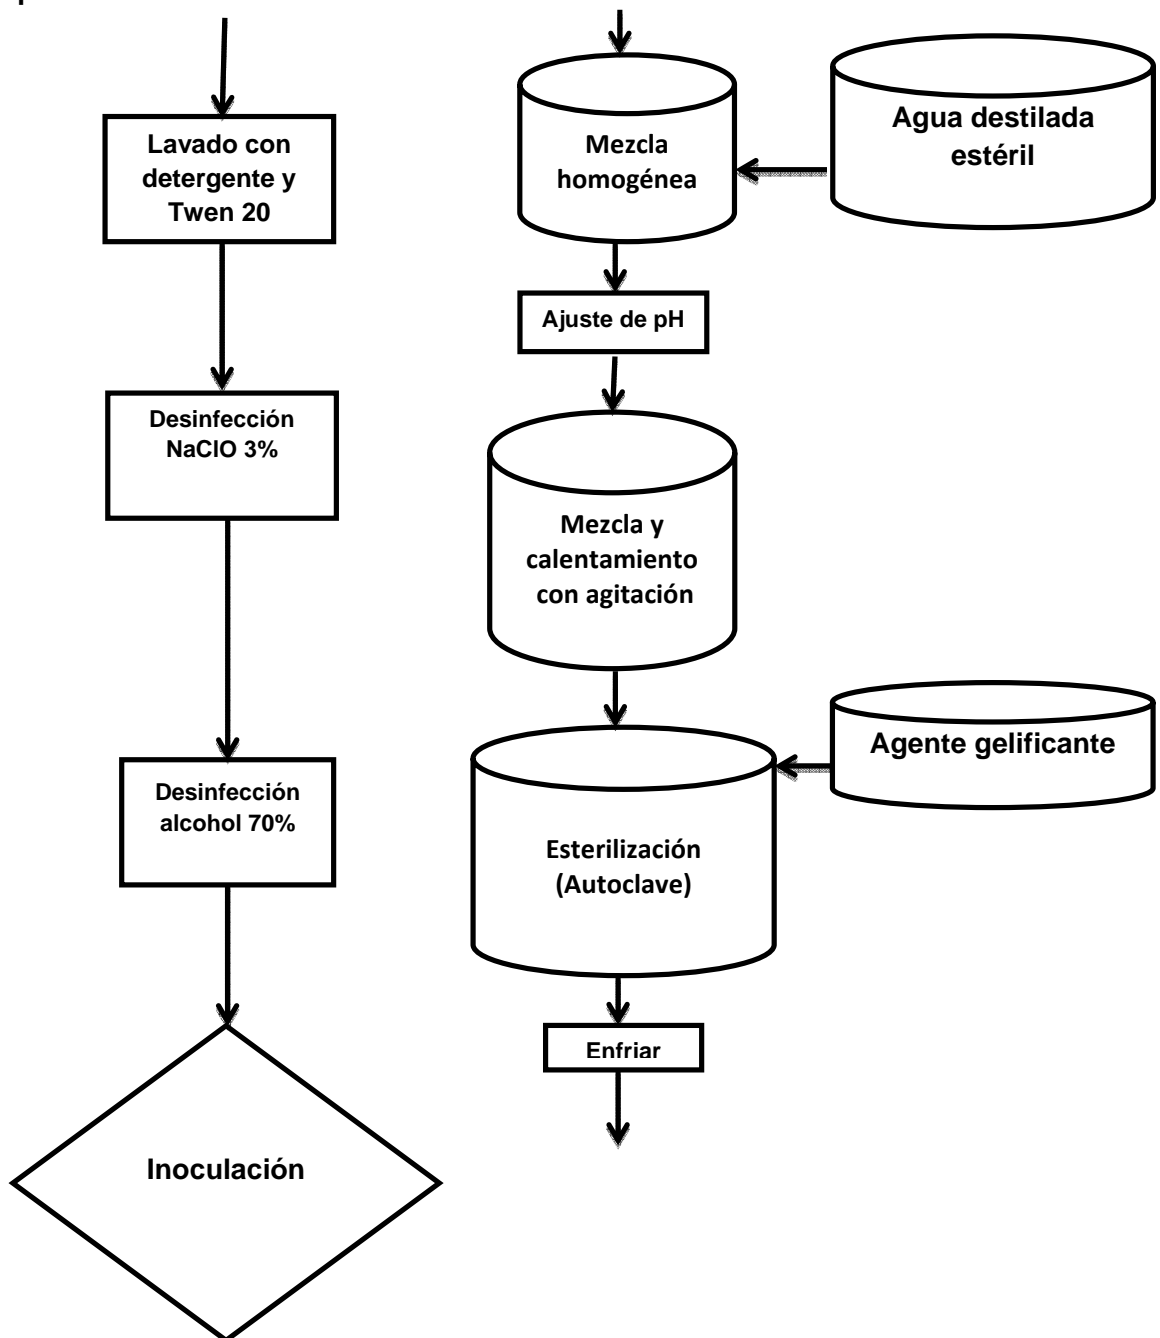 Lavado con
detergente y
Twen 20
Desinfección
NaClO 3%
Desinfección
alcohol 70%
Inoculación
Mezcla
homogénea
Agua destilada
estéril
Ajuste de pH
Mezcla y
calentamiento
con agitación
Agente gelificante
Esterilización
(Autoclave)
Enfriar